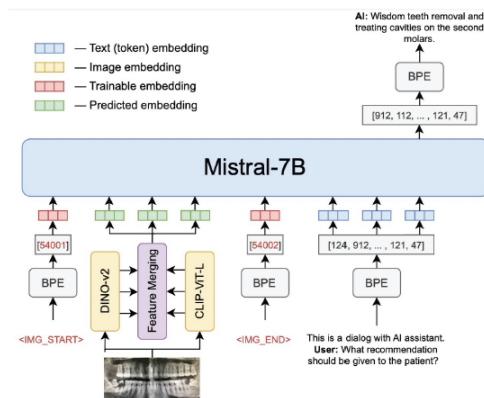 AI: Wisdom teeth removal and
treating cavities on the second
molars.
— Text (token) embedding
— Image embedding
— Trainable embedding
— Predicted embedding
BPE
[912, 112, ... , 121, 47]
Mistral-7B
[54001]
[54002]
[124, 912, ... , 121, 47]
BPE
DINO-v2
Feature Merging
CLIP-VIT-L
BPE
BPE
<IMG_START>
<IMG_END>
This is a dialog with AI assistant.
User: What recommendation
should be given to the patient?